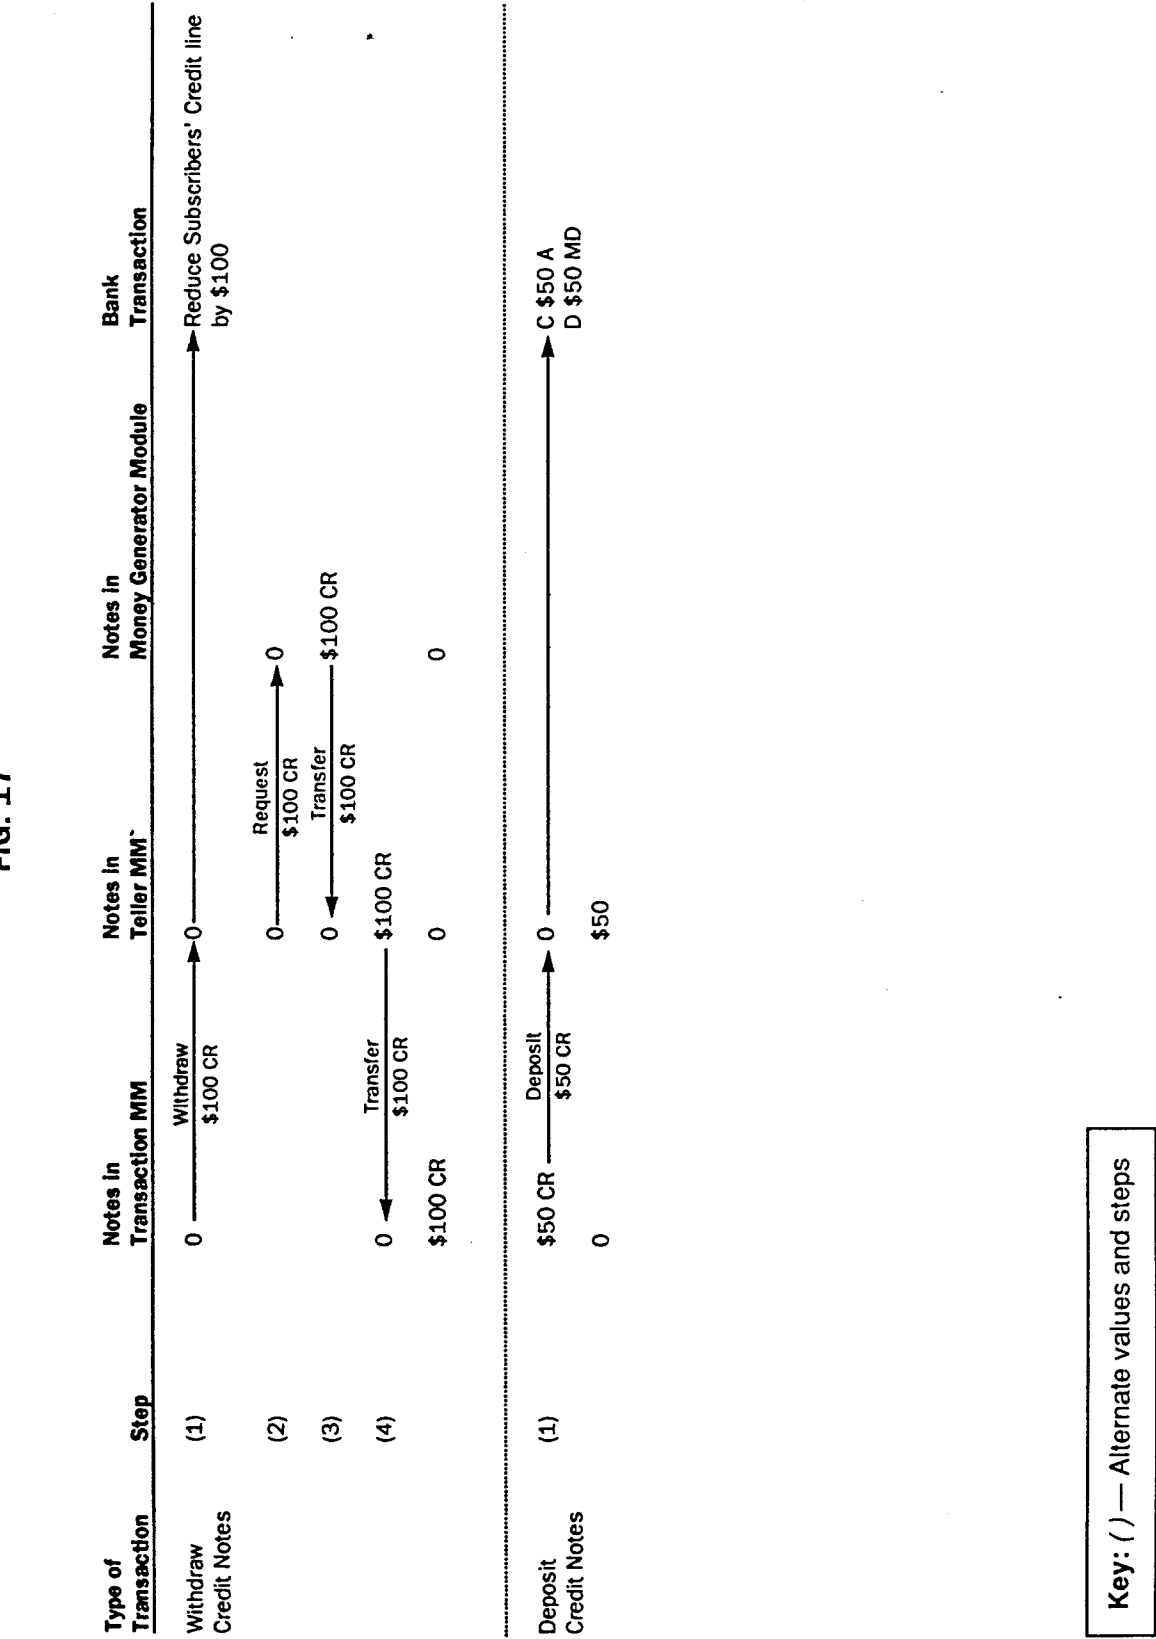 FIG. 17
Type of Transaction Step Notes in Transaction MM Notes in Teller MM Notes in Money Generator Module Bank Transaction
Withdraw Credit Notes
(1) 0 Withdraw $100 CR 0 Reduce Subscribers' Credit line by $100
(2) 0 Request $100 CR 0
(3) 0 Transfer $100 CR $100 CR
(4) 0 Transfer $100 CR $100 CR
$100 CR 0 0
Deposit Credit Notes
(1) $50 CR Deposit $50 CR 0 C $50 A
D $50 MD
0 $50
Key: ( ) — Alternate values and steps